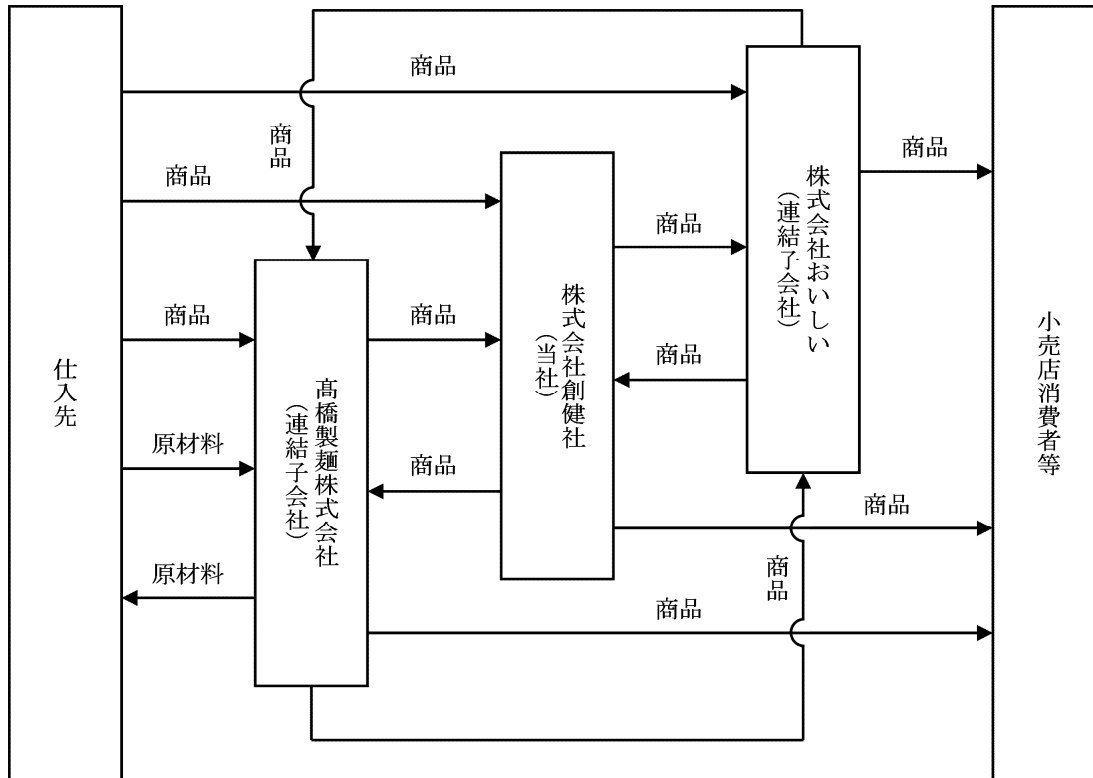 商品
商品
商品
商品
商品
株式会社おいしい
（連結子会社）
商品
商品
商品
株式会社創健社
（当社）
商品
小売店消費者等
仕入先
原材料
髙橋製麺株式会社
（連結子会社）
商品
商品
原材料
商品
商品